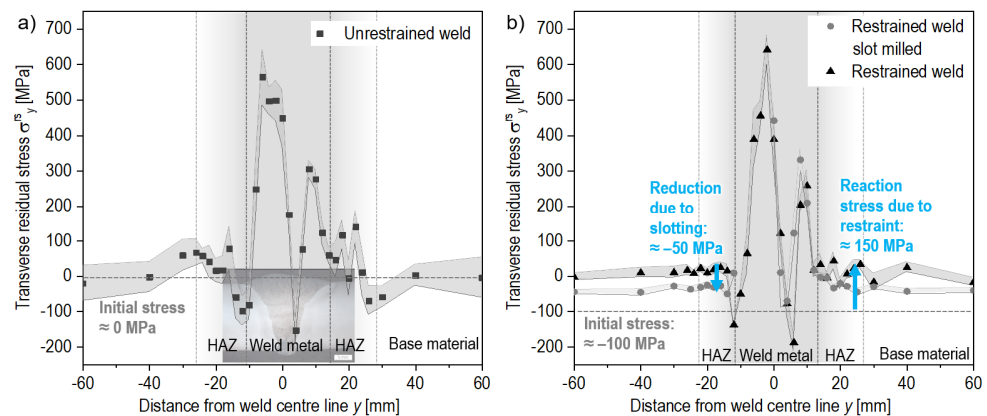 a)
Transverse residual stress σ^rs_y [MPa]
700
600
500
400
300
200
100
0
-100
-200
Unrestrained weld
Initial stress
≈ 0 MPa
HAZ
Weld metal
HAZ
Base material
-60 -40 -20 0 20 40 60
Distance from weld centre line y [mm]
b)
Transverse residual stress σ^rs_y [MPa]
700
600
500
400
300
200
100
0
-100
-200
Restrained weld
slot milled
Restrained weld
Reduction
due to
slotting:
≈ −50 MPa
Reaction
stress due to
restraint:
≈ 150 MPa
Initial stress:
≈ −100 MPa
HAZ
Weld metal
HAZ
Base material
-60 -40 -20 0 20 40 60
Distance from weld centre line y [mm]